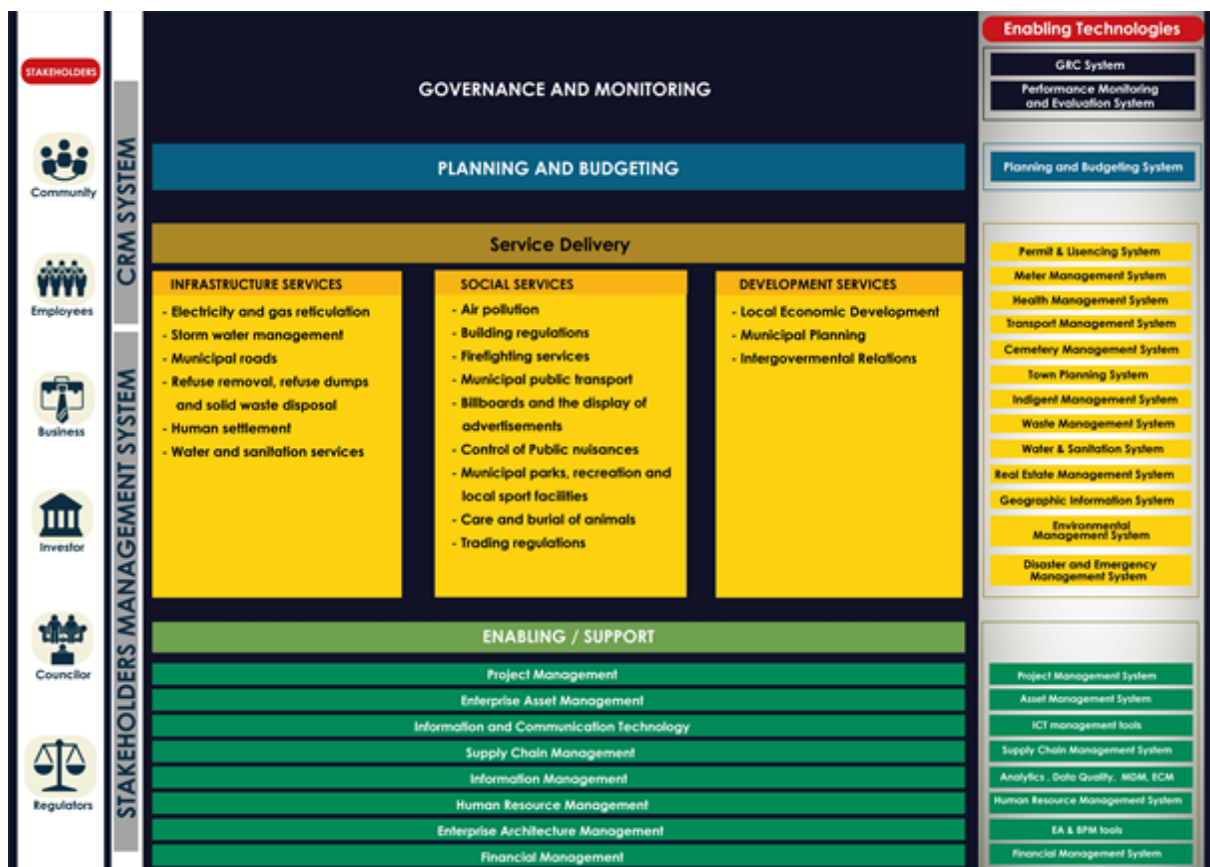 STAKEHOLDERS
Community
Employees
Business
Investor
Councilor
Regulators
CRM SYSTEM
STAKEHOLDERS MANAGEMENT SYSTEM
GOVERNANCE AND MONITORING
PLANNING AND BUDGETING
Service Delivery
INFRASTRUCTURE SERVICES
- Electricity and gas reticulation
- Storm water management
- Municipal roads
- Refuse removal, refuse dumps
and solid waste disposal
- Human settlement
- Water and sanitation services
SOCIAL SERVICES
- Air pollution
- Building regulations
- Firefighting services
- Municipal public transport
- Billboards and the display of
advertisements
- Control of Public nuisances
- Municipal parks, recreation and
local sport facilities
- Care and burial of animals
- Trading regulations
DEVELOPMENT SERVICES
- Local Economic Development
- Municipal Planning
- Intergovermental Relations
ENABLING / SUPPORT
Project Management
Enterprise Asset Management
Information and Communication Technology
Supply Chain Management
Information Management
Human Resource Management
Enterprise Architecture Management
Financial Management
Enabling Technologies
GRC System
Performance Monitoring
and Evaluation System
Planning and Budgeting System
Permit & Lisencing System
Meter Management System
Health Management System
Transport Management System
Cemetery Management System
Town Planning System
Indigent Management System
Waste Management System
Water & Sanitation System
Real Estate Management System
Geographic Information System
Environmental
Management System
Disaster and Emergency
Management System
Project Management System
Asset Management System
ICT management tools
Supply Chain Management System
Analytics , Data Quality, MDM, ECM
Human Resource Management System
EA & BPM tools
Financial Management System